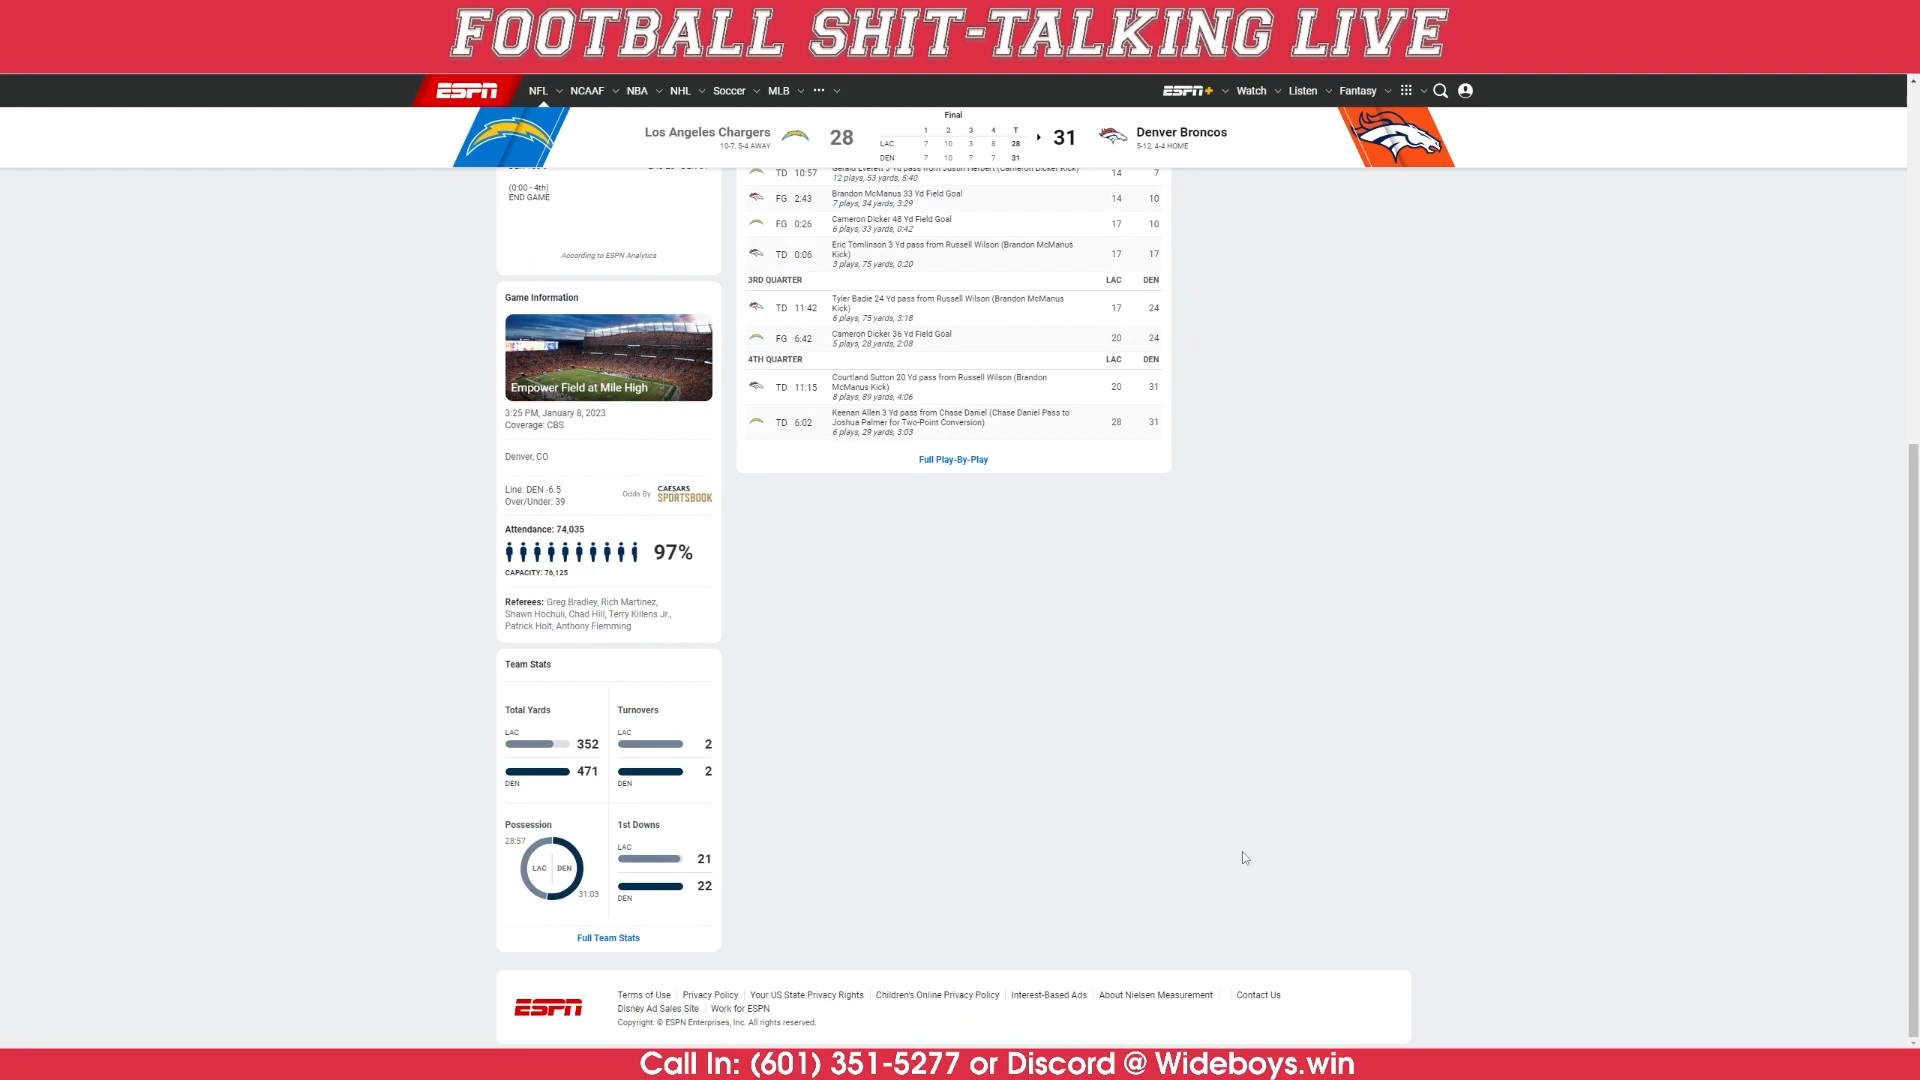 FOOTBALL SHIT-TALKING LIVE
ESPN NFL NCAAF NBA NHL Soccer MLB ••• ESPN+ Watch Listen Fantasy
Final
Los Angeles Chargers 28
10-7, 5-4 AWAY
1 2 3 4 T
LAC 7 10 3 8 28
DEN 7 10 7 7 31
31 Denver Broncos
5-12, 4-4 HOME
(0:00 - 4th)
END GAME
According to ESPN Analytics
TD 10:57 Gerald Everett 3 Yd pass from Justin Herbert (Cameron Dicker Kick) 14 7
12 plays, 53 yards, 5:40
FG 2:43 Brandon McManus 33 Yd Field Goal 14 10
7 plays, 34 yards, 3:29
FG 0:26 Cameron Dicker 48 Yd Field Goal 17 10
6 plays, 33 yards, 0:42
TD 0:06 Eric Tomlinson 3 Yd pass from Russell Wilson (Brandon McManus
Kick) 17 17
3 plays, 75 yards, 0:20
3RD QUARTER LAC DEN
TD 11:42 Tyler Badie 24 Yd pass from Russell Wilson (Brandon McManus
Kick) 17 24
6 plays, 75 yards, 3:18
FG 6:42 Cameron Dicker 36 Yd Field Goal 20 24
5 plays, 28 yards, 2:08
4TH QUARTER LAC DEN
TD 11:15 Courtland Sutton 20 Yd pass from Russell Wilson (Brandon
McManus Kick) 20 31
8 plays, 89 yards, 4:06
TD 6:02 Keenan Allen 3 Yd pass from Chase Daniel (Chase Daniel Pass to
Joshua Palmer for Two-Point Conversion) 28 31
6 plays, 29 yards, 3:03
Full Play-By-Play
Game Information
Empower Field at Mile High
3:25 PM, January 8, 2023
Coverage: CBS
Denver, CO
Line: DEN -6.5
Over/Under: 39
Odds By CAESARS SPORTSBOOK
Attendance: 74,035
97%
CAPACITY: 76,125
Referees: Greg Bradley, Rich Martinez,
Shawn Hochuli, Chad Hill, Terry Killens Jr.,
Patrick Holt, Anthony Flemming
Team Stats
Total Yards
LAC
352
471
DEN
Turnovers
LAC
2
2
DEN
Possession
28:57
LAC DEN
31:03
1st Downs
LAC
21
22
DEN
Full Team Stats
ESPN
Terms of Use Privacy Policy Your US State Privacy Rights Children's Online Privacy Policy Interest-Based Ads About Nielsen Measurement Contact Us
Disney Ad Sales Site Work for ESPN
Copyright: © ESPN Enterprises, Inc. All rights reserved.
Call In: (601) 351-5277 or Discord @ Wideboys.win